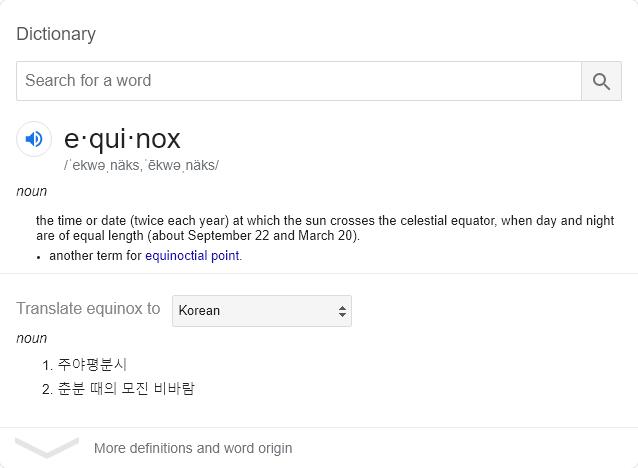 Dictionary
Search for a word
e·qui·nox
/ˈekwəˌnäks,ˈēkwəˌnäks/
noun
the time or date (twice each year) at which the sun crosses the celestial equator, when day and night
are of equal length (about September 22 and March 20).
• another term for equinoctial point.
Translate equinox to Korean
noun
1. 주야평분시
2. 춘분 때의 모진 비바람
More definitions and word origin